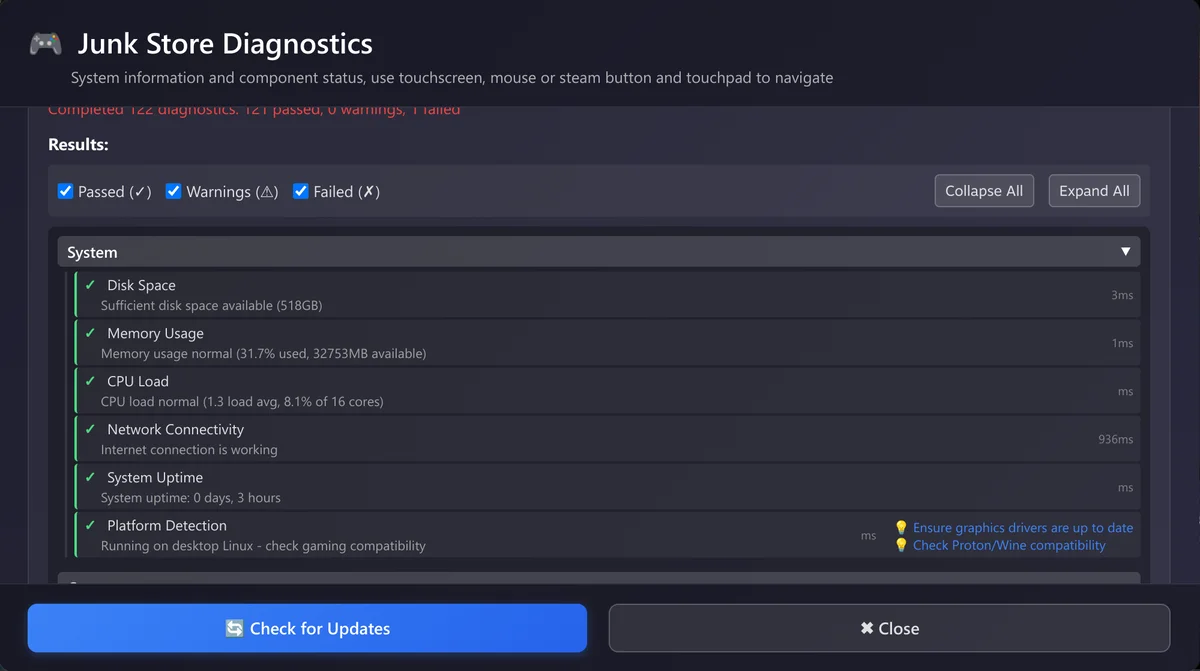 🎮 Junk Store Diagnostics
System information and component status, use touchscreen, mouse or steam button and touchpad to navigate
Completed 122 diagnostics. 121 passed, 0 warnings, 1 failed
Results:
Passed (✓) Warnings (⚠) Failed (✗) Collapse All Expand All
System ▼
✓ Disk Space
Sufficient disk space available (518GB)
3ms
✓ Memory Usage
Memory usage normal (31.7% used, 32753MB available)
1ms
✓ CPU Load
CPU load normal (1.3 load avg, 8.1% of 16 cores)
ms
✓ Network Connectivity
Internet connection is working
936ms
✓ System Uptime
System uptime: 0 days, 3 hours
ms
✓ Platform Detection
Running on desktop Linux - check gaming compatibility
ms
💡 Ensure graphics drivers are up to date
💡 Check Proton/Wine compatibility
🔄 Check for Updates
✖ Close